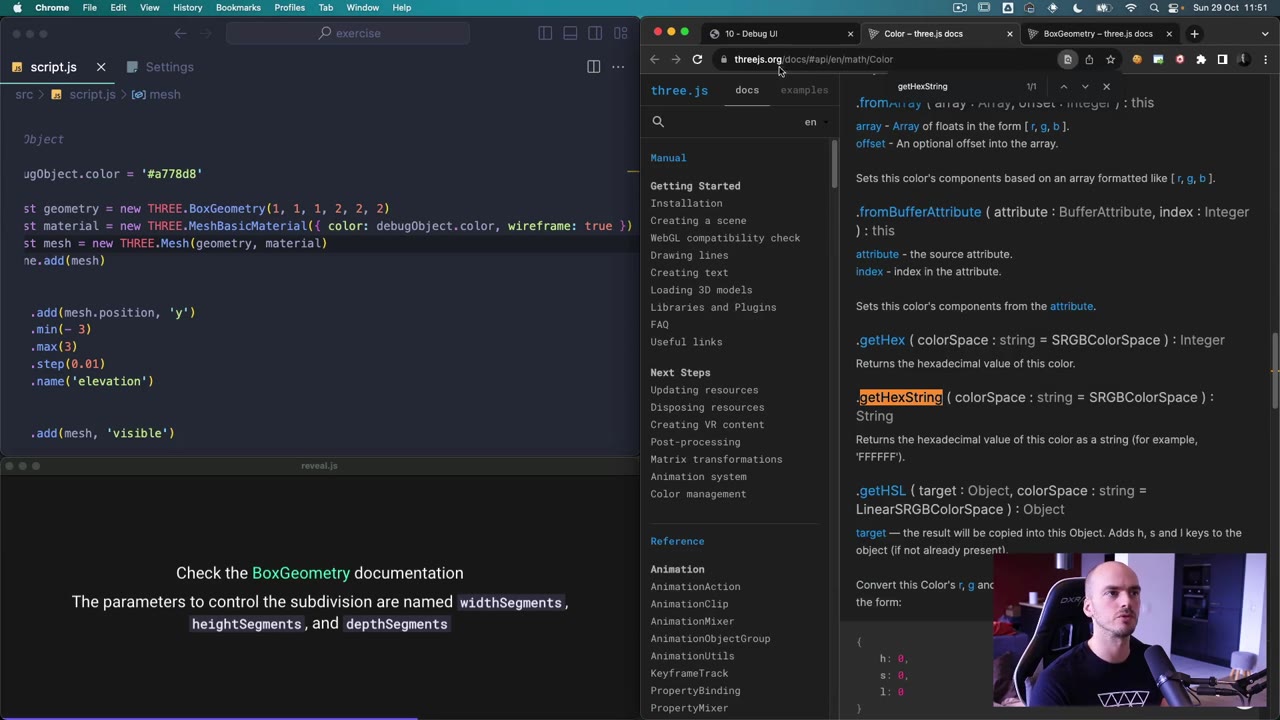 Chrome File Edit View History Bookmarks Profiles Tab Window Help
Sun 29 Oct 11:51
exercise
script.js
Settings
src
script.js
mesh
Object
ugObject.color = '#a778d8'
st geometry = new THREE.BoxGeometry(1, 1, 1, 2, 2, 2)
st material = new THREE.MeshBasicMaterial({ color: debugObject.color, wireframe: true })
st mesh = new THREE.Mesh(geometry, material)
ne.add(mesh)
.add(mesh.position, 'y')
.min(- 3)
.max(3)
.step(0.01)
.name('elevation')
.add(mesh, 'visible')
reveal.js
Check the BoxGeometry documentation
The parameters to control the subdivision are named widthSegments,
heightSegments, and depthSegments
10 - Debug UI
Color – three.js docs
BoxGeometry – three.js docs
threejs.org/docs/#api/en/math/Color
getHexString
1/1
three.js
docs
examples
en
Manual
Getting Started
Installation
Creating a scene
WebGL compatibility check
Drawing lines
Creating text
Loading 3D models
Libraries and Plugins
FAQ
Useful links
Next Steps
Updating resources
Disposing resources
Creating VR content
Post-processing
Matrix transformations
Animation system
Color management
Reference
Animation
AnimationAction
AnimationClip
AnimationMixer
AnimationObjectGroup
AnimationUtils
KeyframeTrack
PropertyBinding
PropertyMixer
.fromArray ( array : Array, offset : Integer ) : this
array - Array of floats in the form [ r, g, b ].
offset - An optional offset into the array.
Sets this color's components based on an array formatted like [ r, g, b ].
.fromBufferAttribute ( attribute : BufferAttribute, index : Integer
) : this
attribute - the source attribute.
index - index in the attribute.
Sets this color's components from the attribute.
.getHex ( colorSpace : string = SRGBColorSpace ) : Integer
Returns the hexadecimal value of this color.
.getHexString ( colorSpace : string = SRGBColorSpace ) :
String
Returns the hexadecimal value of this color as a string (for example,
'FFFFFF').
.getHSL ( target : Object, colorSpace : string =
LinearSRGBColorSpace ) : Object
target — the result will be copied into this Object. Adds h, s and l keys to the
object (if not already present).
Convert this Color's r, g and
the form:
{
h: 0,
s: 0,
l: 0
}